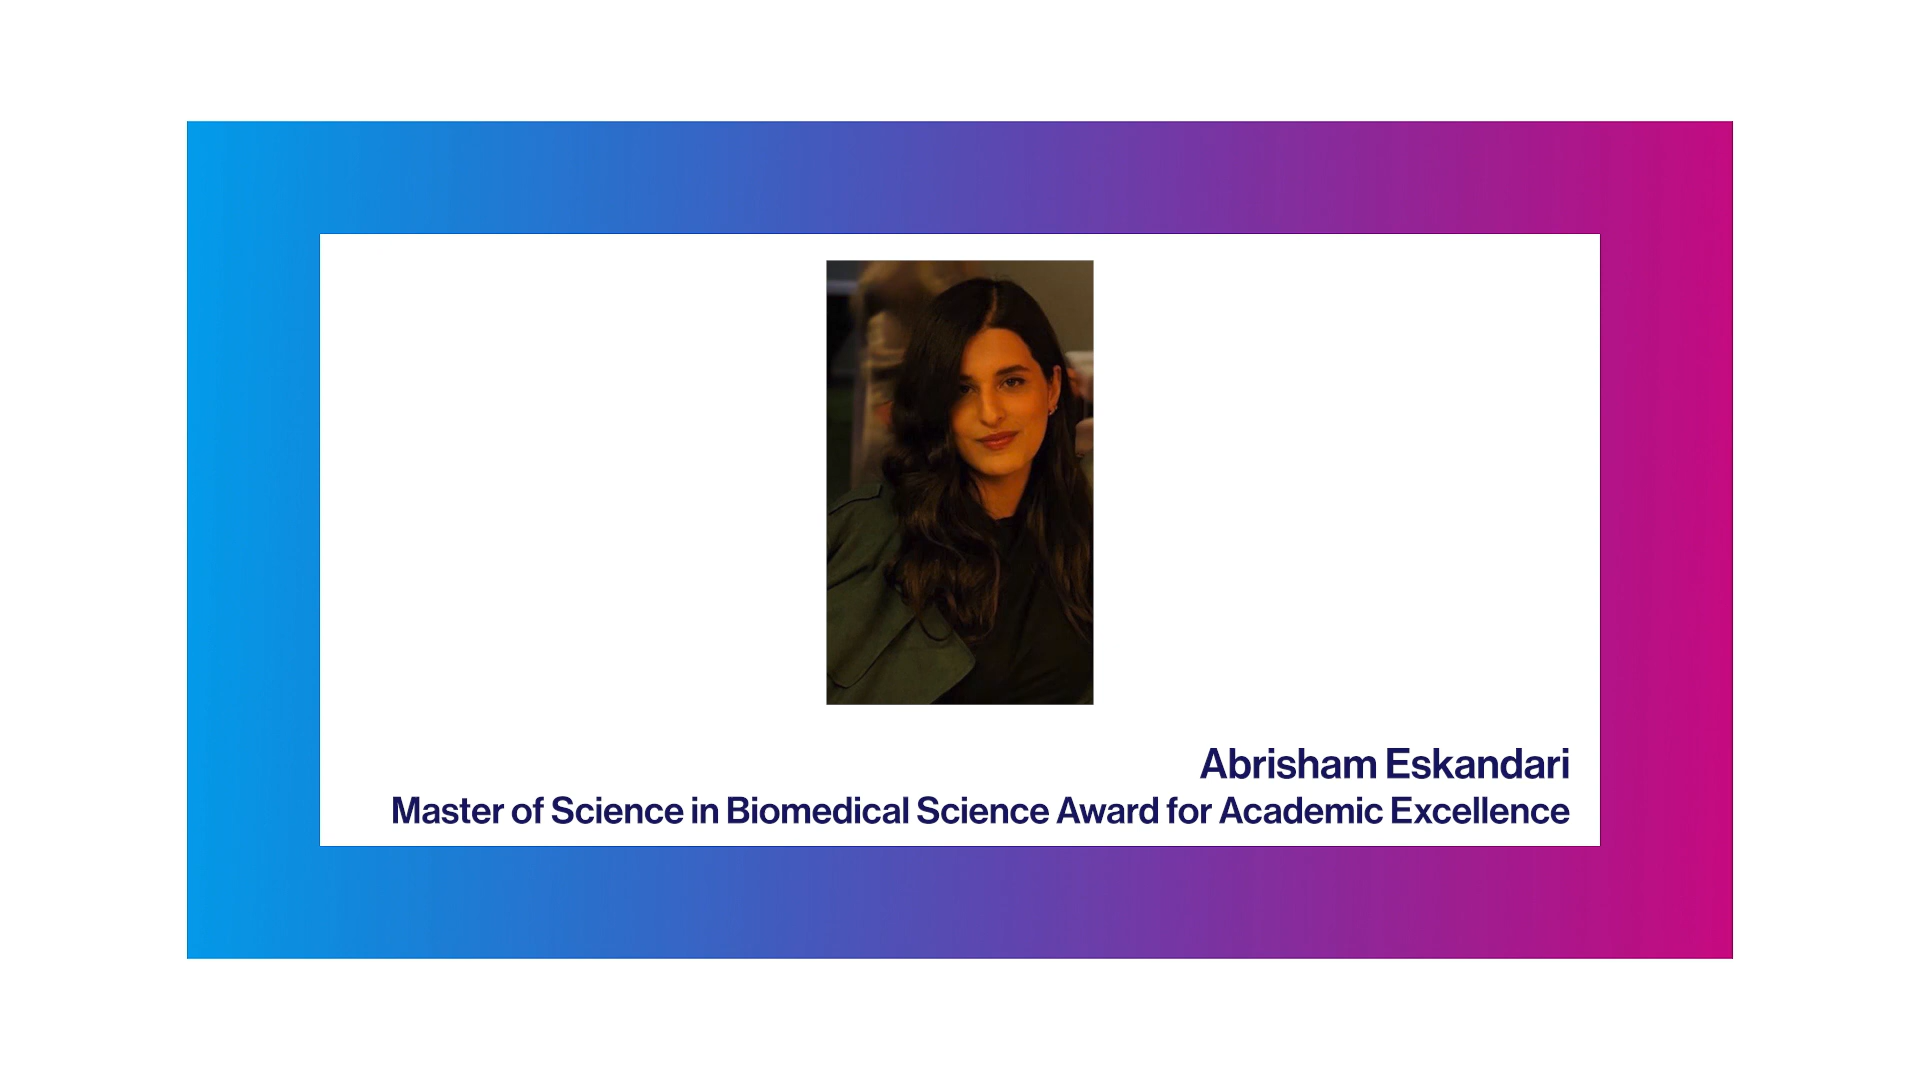 Abrisham Eskandari
Master of Science in Biomedical Science Award for Academic Excellence